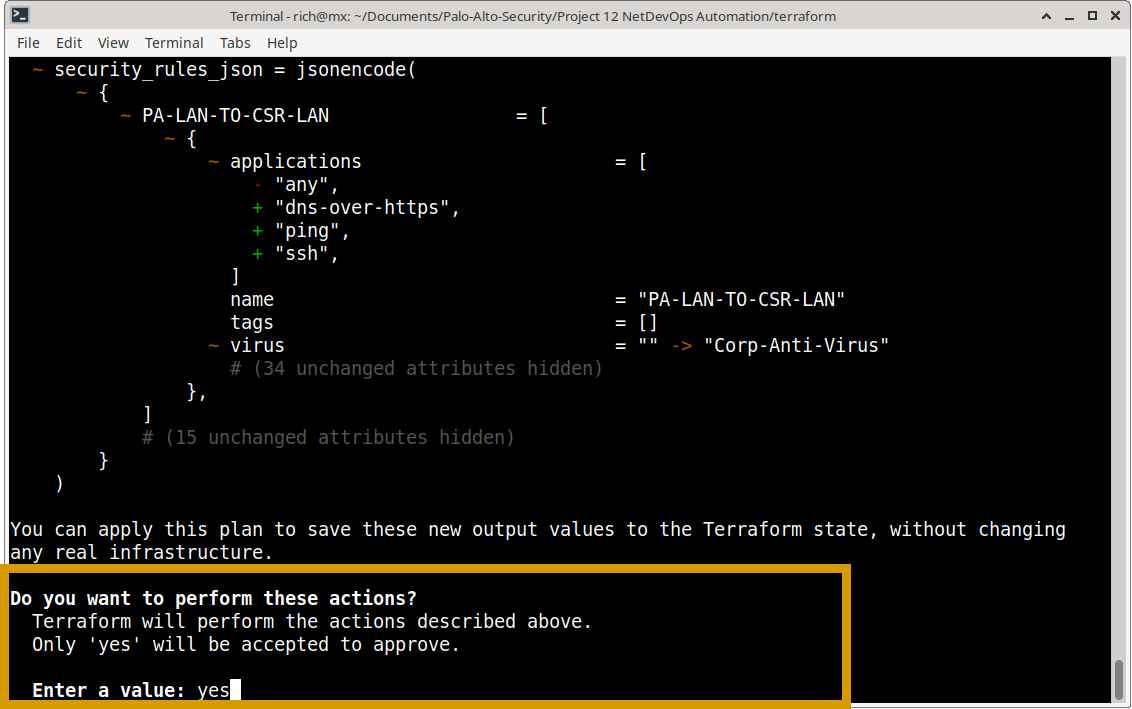 Terminal - rich@mx: ~/Documents/Palo-Alto-Security/Project 12 NetDevOps Automation/terraform
File Edit View Terminal Tabs Help
~ security_rules_json = jsonencode(
~ {
~ PA-LAN-TO-CSR-LAN = [
~ {
~ applications = [
- "any",
+ "dns-over-https",
+ "ping",
+ "ssh",
]
name = "PA-LAN-TO-CSR-LAN"
tags = []
~ virus = "" -> "Corp-Anti-Virus"
# (34 unchanged attributes hidden)
},
]
# (15 unchanged attributes hidden)
}
)
You can apply this plan to save these new output values to the Terraform state, without changing
any real infrastructure.
Do you want to perform these actions?
Terraform will perform the actions described above.
Only 'yes' will be accepted to approve.
Enter a value: yes